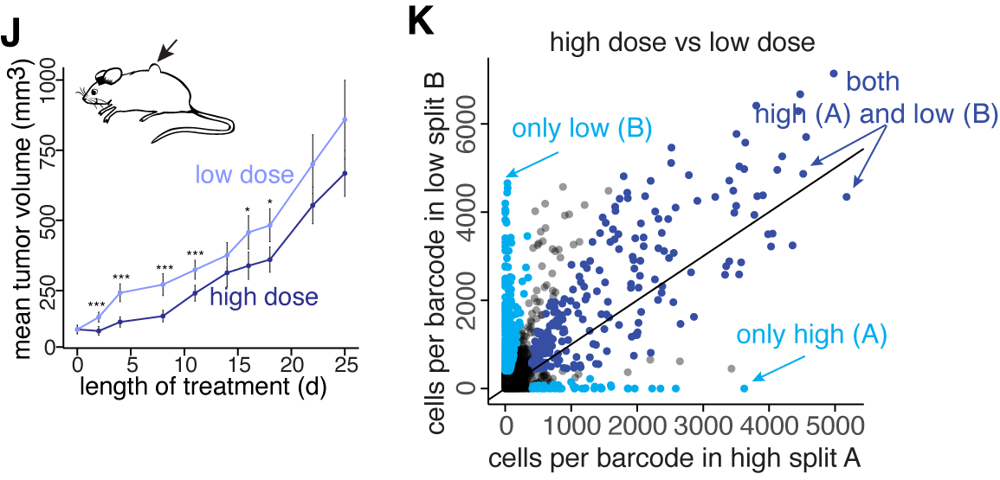 J
mean tumor volume (mm3)
1000
750
500
250
0
low dose
high dose
***
***
***
***
*
*
0
5
10
15
20
25
length of treatment (d)
K
high dose vs low dose
cells per barcode in low split B
6000
4000
2000
0
only low (B)
both
high (A) and low (B)
only high (A)
0
1000
2000
3000
4000
5000
cells per barcode in high split A